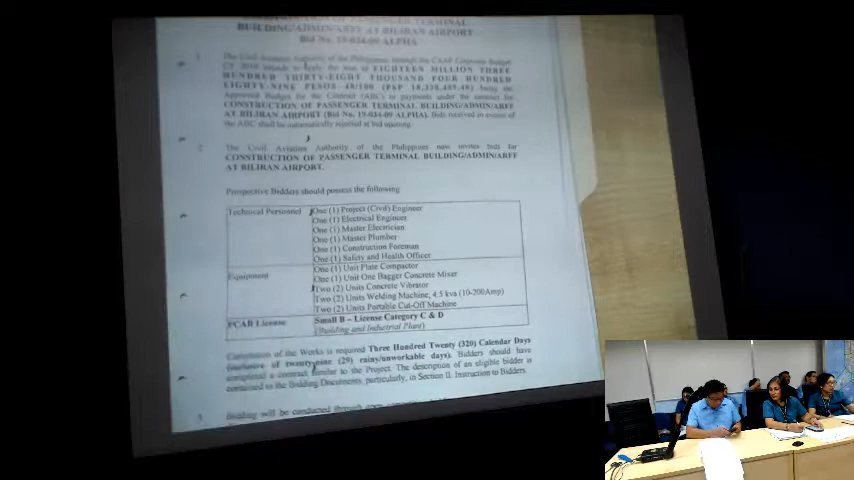 CONSTRUCTION OF PASSENGER TERMINAL
BUILDING/ADMIN/ARFF AT BILIRAN AIRPORT
Bid No. 19-034-09 ALPHA
1 The Civil Aviation Authority of the Philippines, through the CAAP Corporate Budget
CY 2019 intends to apply the sum of EIGHTEEN MILLION THREE
HUNDRED THIRTY-EIGHT THOUSAND FOUR HUNDRED
EIGHTY-NINE PESOS 48/100 (PhP 18,338,489.48) being the
Approved Budget for the Contract (ABC) to payments under the contract for
CONSTRUCTION OF PASSENGER TERMINAL BUILDING/ADMIN/ARFF
AT BILIRAN AIRPORT (Bid No. 19-034-09 ALPHA). Bids received in excess of
the ABC shall be automatically rejected at bid opening.
2 The Civil Aviation Authority of the Philippines now invites bids for
CONSTRUCTION OF PASSENGER TERMINAL BUILDING/ADMIN/ARFF
AT BILIRAN AIRPORT.
Perspective Bidders should possess the following
Technical Personnel One (1) Project (Civil) Engineer
One (1) Electrical Engineer
One (1) Master Electrician
One (1) Master Plumber
One (1) Construction Foreman
One (1) Safety and Health Officer
Equipment One (1) Unit Plate Compactor
One (1) Unit One Bagger Concrete Mixer
Two (2) Units Concrete Vibrator
Two (2) Units Welding Machine, 4.5 kva (10-200Amp)
Two (2) Units Portable Cut-Off Machine
PCAB License Small B – License Category C & D
(Building and Industrial Plant)
Completion of the Works is required Three Hundred Twenty (320) Calendar Days
(inclusive of twenty-nine (29) rainy/unworkable days). Bidders should have
completed a contract similar to the Project. The description of an eligible bidder is
contained in the Bidding Documents, particularly, in Section II. Instruction to Bidders.
3 Bidding will be conducted through open